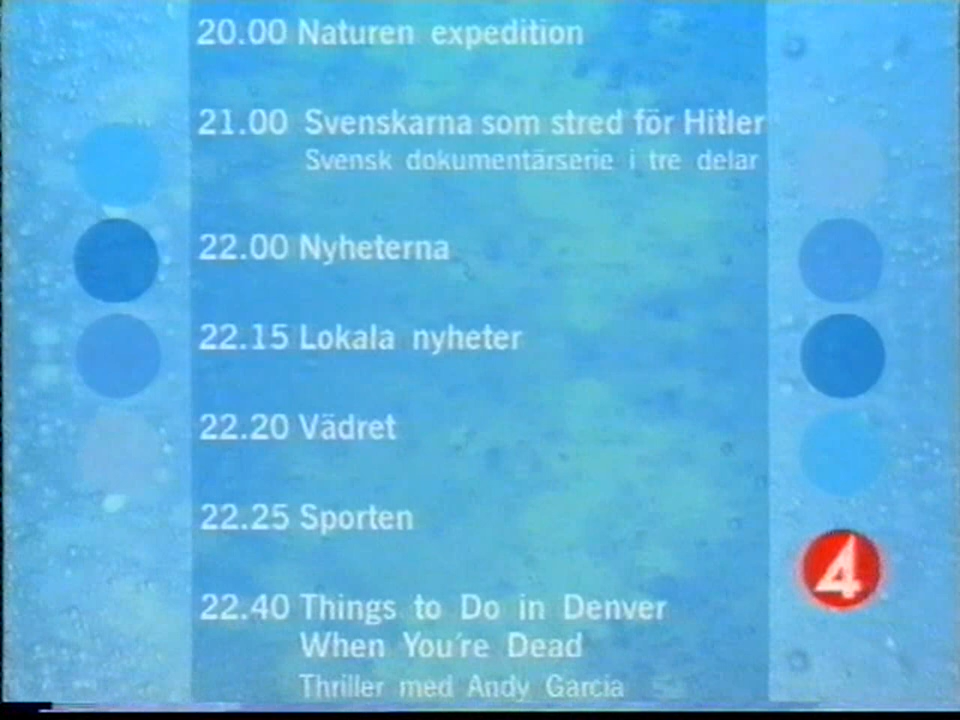 20.00 Naturen expedition
21.00 Svenskarna som stred för Hitler
Svensk dokumentärserie i tre delar
22.00 Nyheterna
22.15 Lokala nyheter
22.20 Vädret
22.25 Sporten
4
22.40 Things to Do in Denver
When You're Dead
Thriller med Andy Garcia